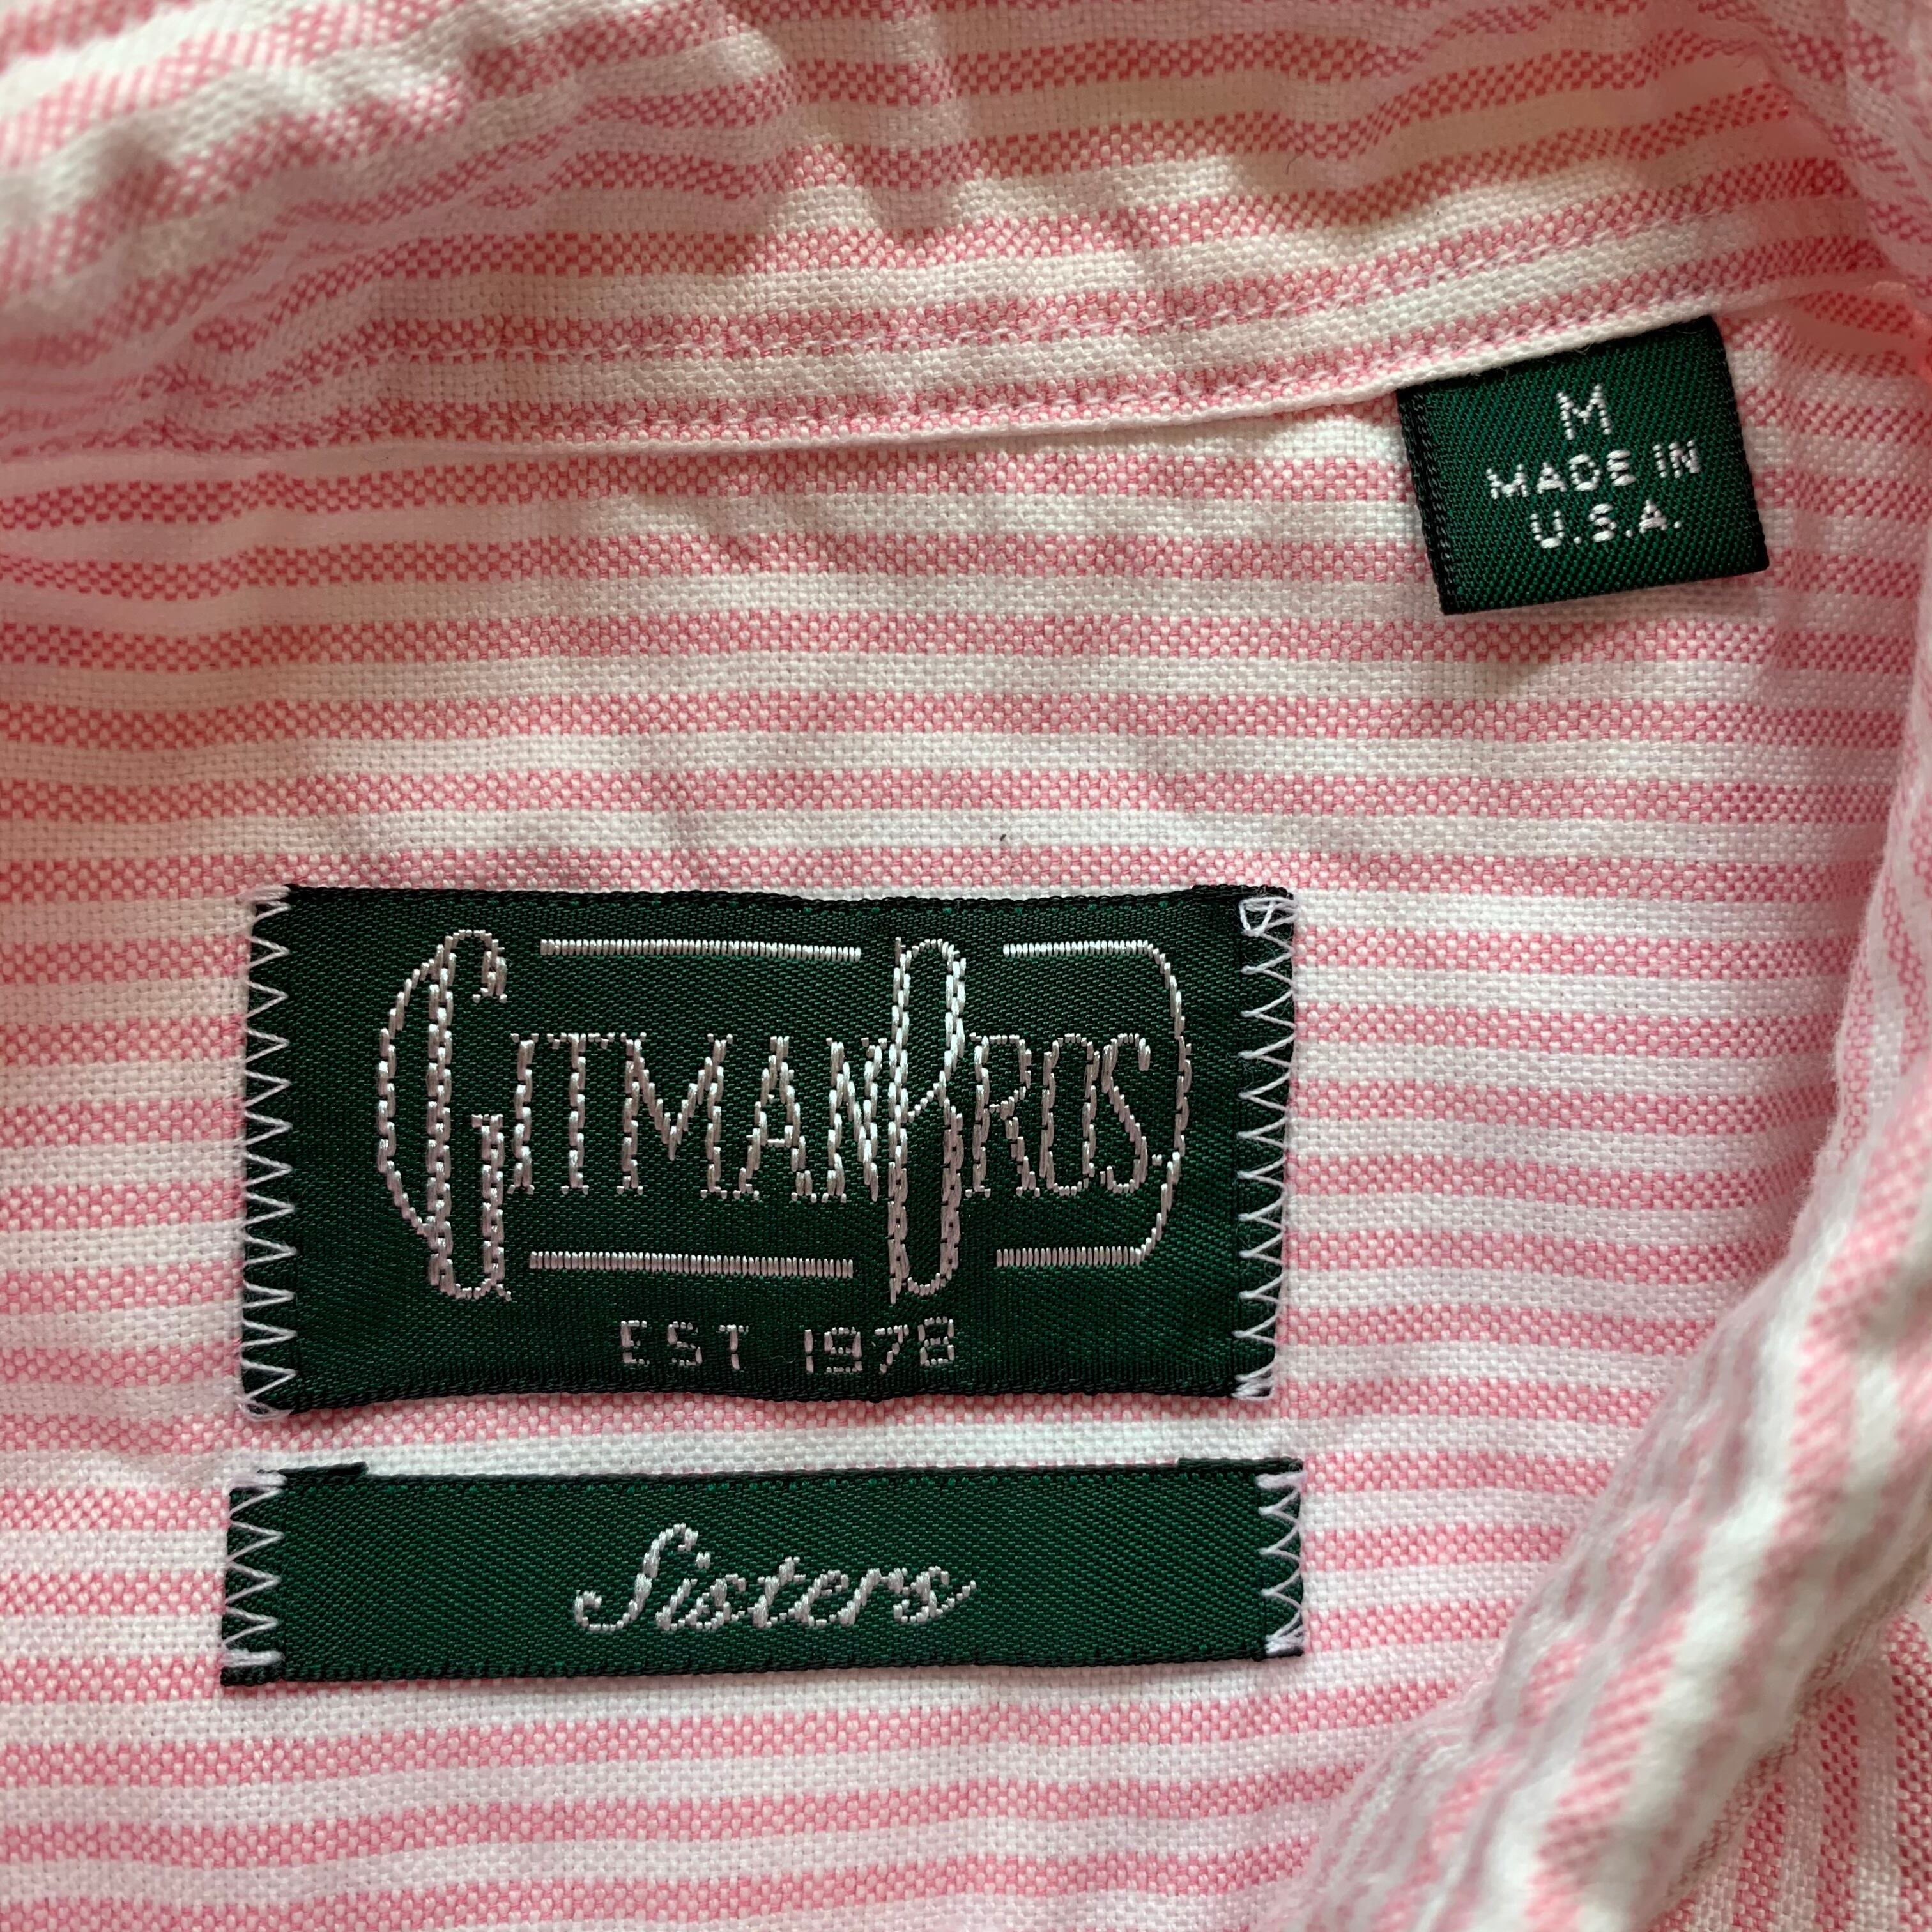 M
MADE IN
U.S.A.
GITMAN BROS.
EST 1978
Sisters